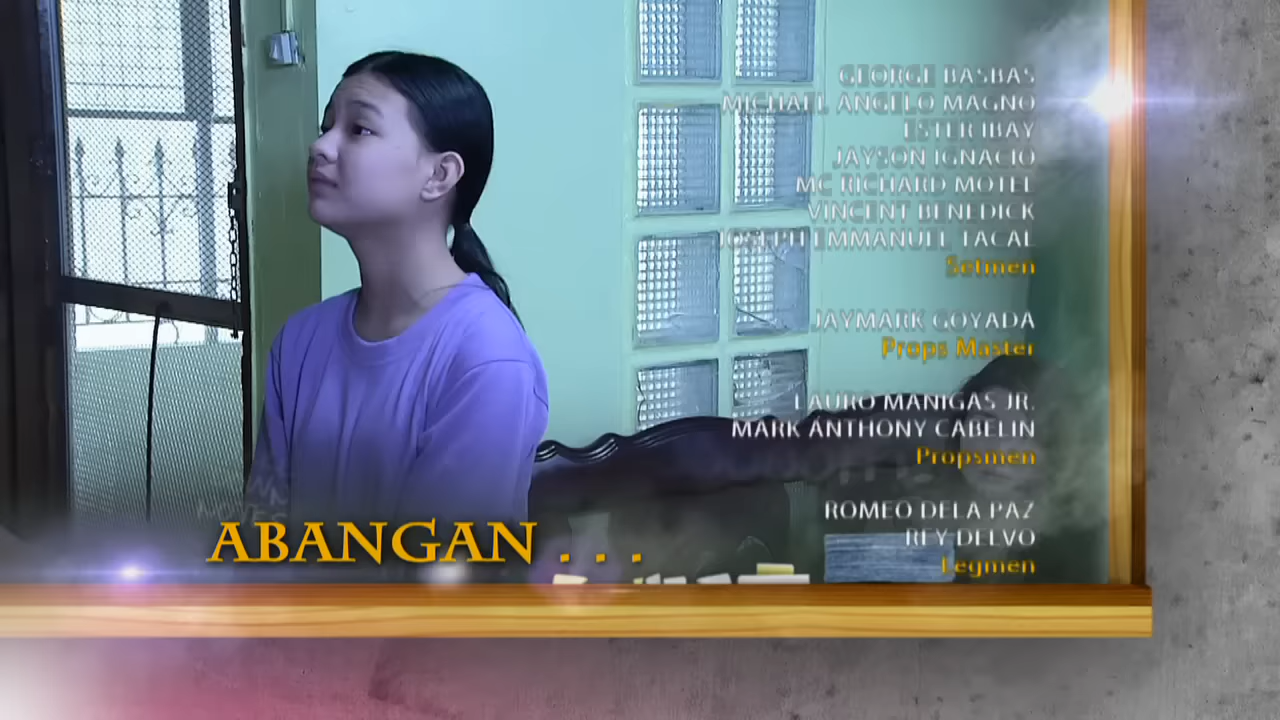 GEORGE BASBAS
MICHAEL ANGELO MAGNO
ESTER IBAY
JAYSON IGNACIO
MC RICHARD MOTEL
VINCENT BENEDICK
JOSEPH EMMANUEL TACAL
Setmen
JAYMARK GOYADA
Props Master
LAURO MANIGAS JR.
MARK ANTHONY CABELIN
Propsmen
ROMEO DELA PAZ
REY DELVO
Legmen
ABANGAN . . .